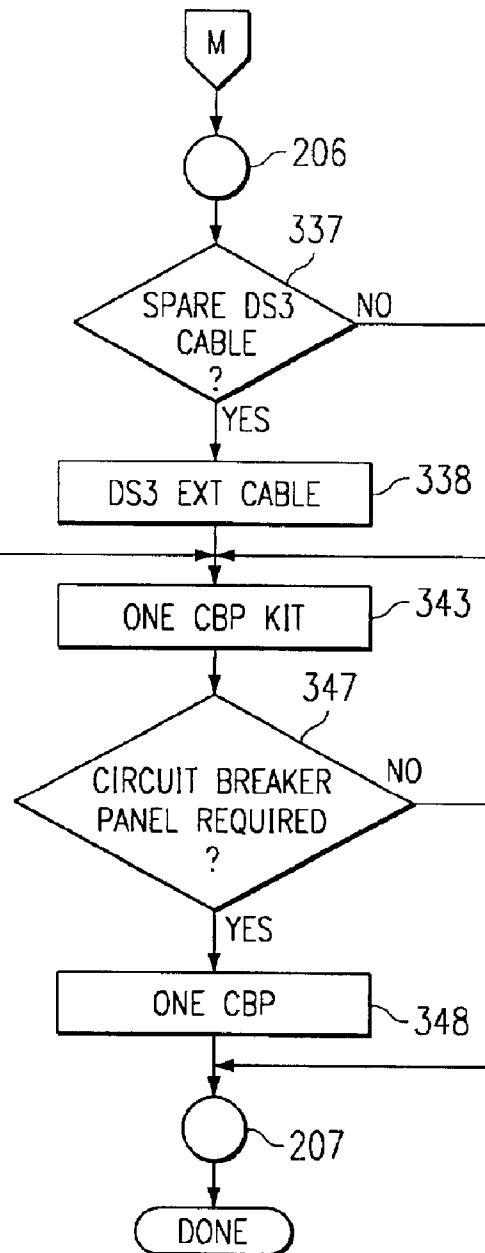 M
206
337
SPARE DS3
CABLE
?
NO
YES
DS3 EXT CABLE
338
ONE CBP KIT
343
347
CIRCUIT BREAKER
PANEL REQUIRED
?
NO
YES
ONE CBP
348
207
DONE